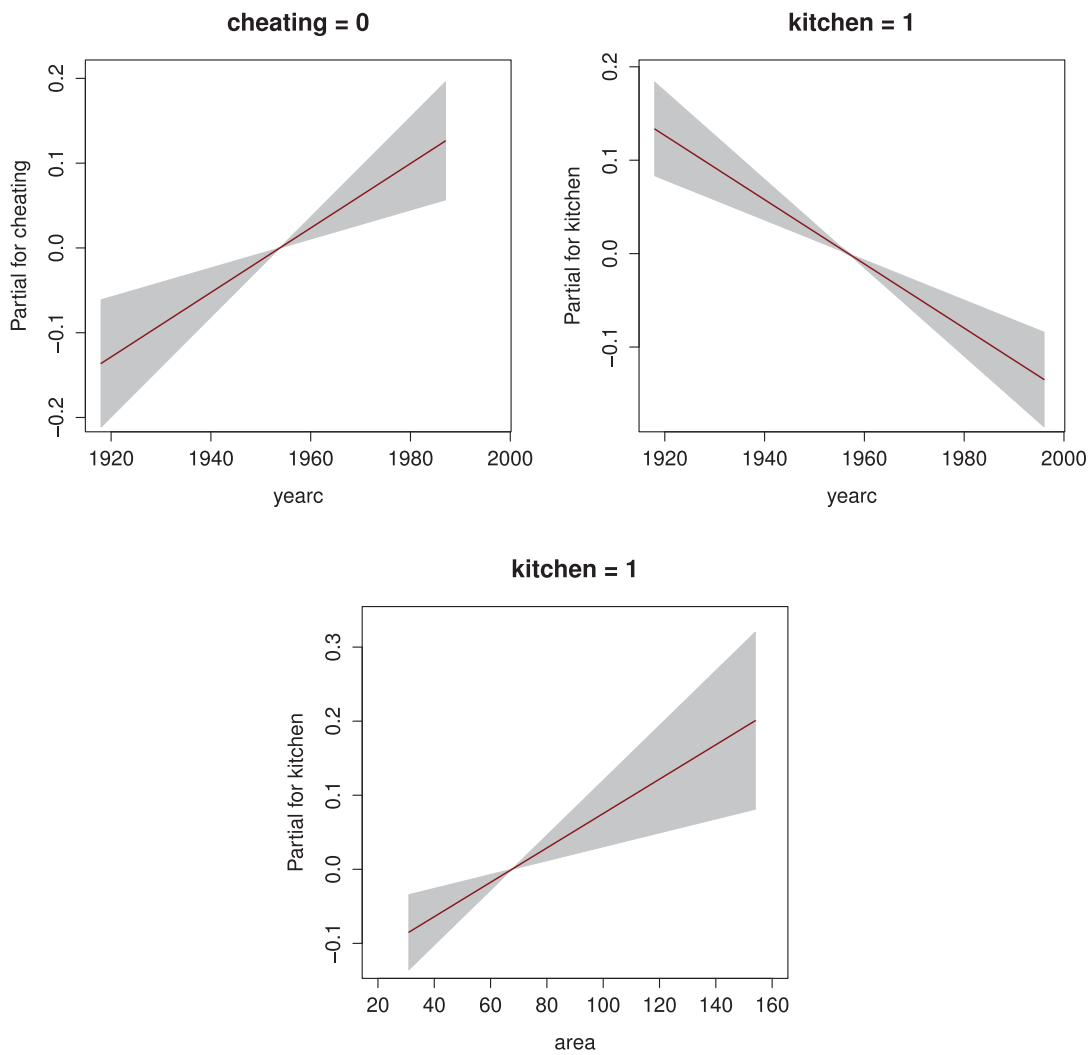 cheating = 0
Partial for cheating
0.2
0.1
0.0
−0.1
−0.2
1920 1940 1960 1980 2000
yearc
kitchen = 1
Partial for kitchen
0.2
0.1
0.0
−0.1
1920 1940 1960 1980 2000
yearc
kitchen = 1
Partial for kitchen
0.3
0.2
0.1
0.0
−0.1
20 40 60 80 100 120 140 160
area